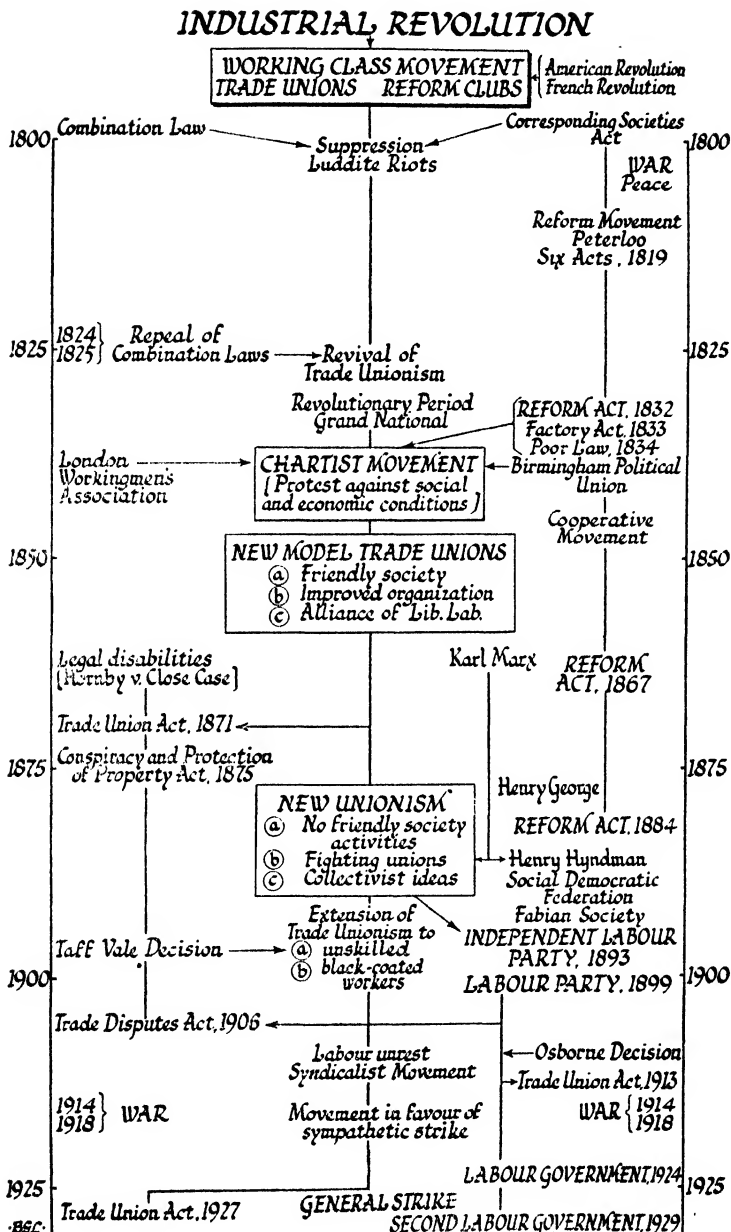 INDUSTRIAL REVOLUTION
WORKING CLASS MOVEMENT
TRADE UNIONS REFORM CLUBS
American Revolution
French Revolution
1800
Combination Law
Suppression
Luddite Riots
Corresponding Societies
Act
1800
WAR
Peace
Reform Movement
Peterloo
Six Acts, 1819
1825
1824
1825
Repeal of
Combination Laws
Revival of
Trade Unionism
1825
Revolutionary Period
Grand National
REFORM ACT, 1832
Factory Act, 1833
Poor Law, 1834
Birmingham Political
Union
London
Workingmen's
Association
CHARTIST MOVEMENT
[Protest against social
and economic conditions]
Cooperative
Movement
1850
NEW MODEL TRADE UNIONS
a Friendly society
b Improved organization
c Alliance of Lib. Lab.
1850
Legal disabilities
[Hornby v. Close Case]
Karl Marx
REFORM
ACT, 1867
Trade Union Act, 1871
Conspiracy and Protection
of Property Act, 1875
1875
1875
NEW UNIONISM
a No friendly society
activities
b Fighting unions
c Collectivist ideas
Henry George
REFORM ACT, 1884
Henry Hyndman
Social Democratic
Federation
Fabian Society
Extension of
Trade Unionism to
a unskilled
b black-coated
workers
Taff Vale Decision
INDEPENDENT LABOUR
PARTY, 1893
1900
LABOUR PARTY, 1899
1900
Trade Disputes Act, 1906
Labour unrest
Syndicalist Movement
Osborne Decision
Trade Union Act, 1913
1914
1918
WAR
Movement in favour of
sympathetic strike
WAR
1914
1918
1925
LABOUR GOVERNMENT, 1924
1925
Trade Union Act, 1927
GENERAL STRIKE
SECOND LABOUR GOVERNMENT, 1929
·BSC·